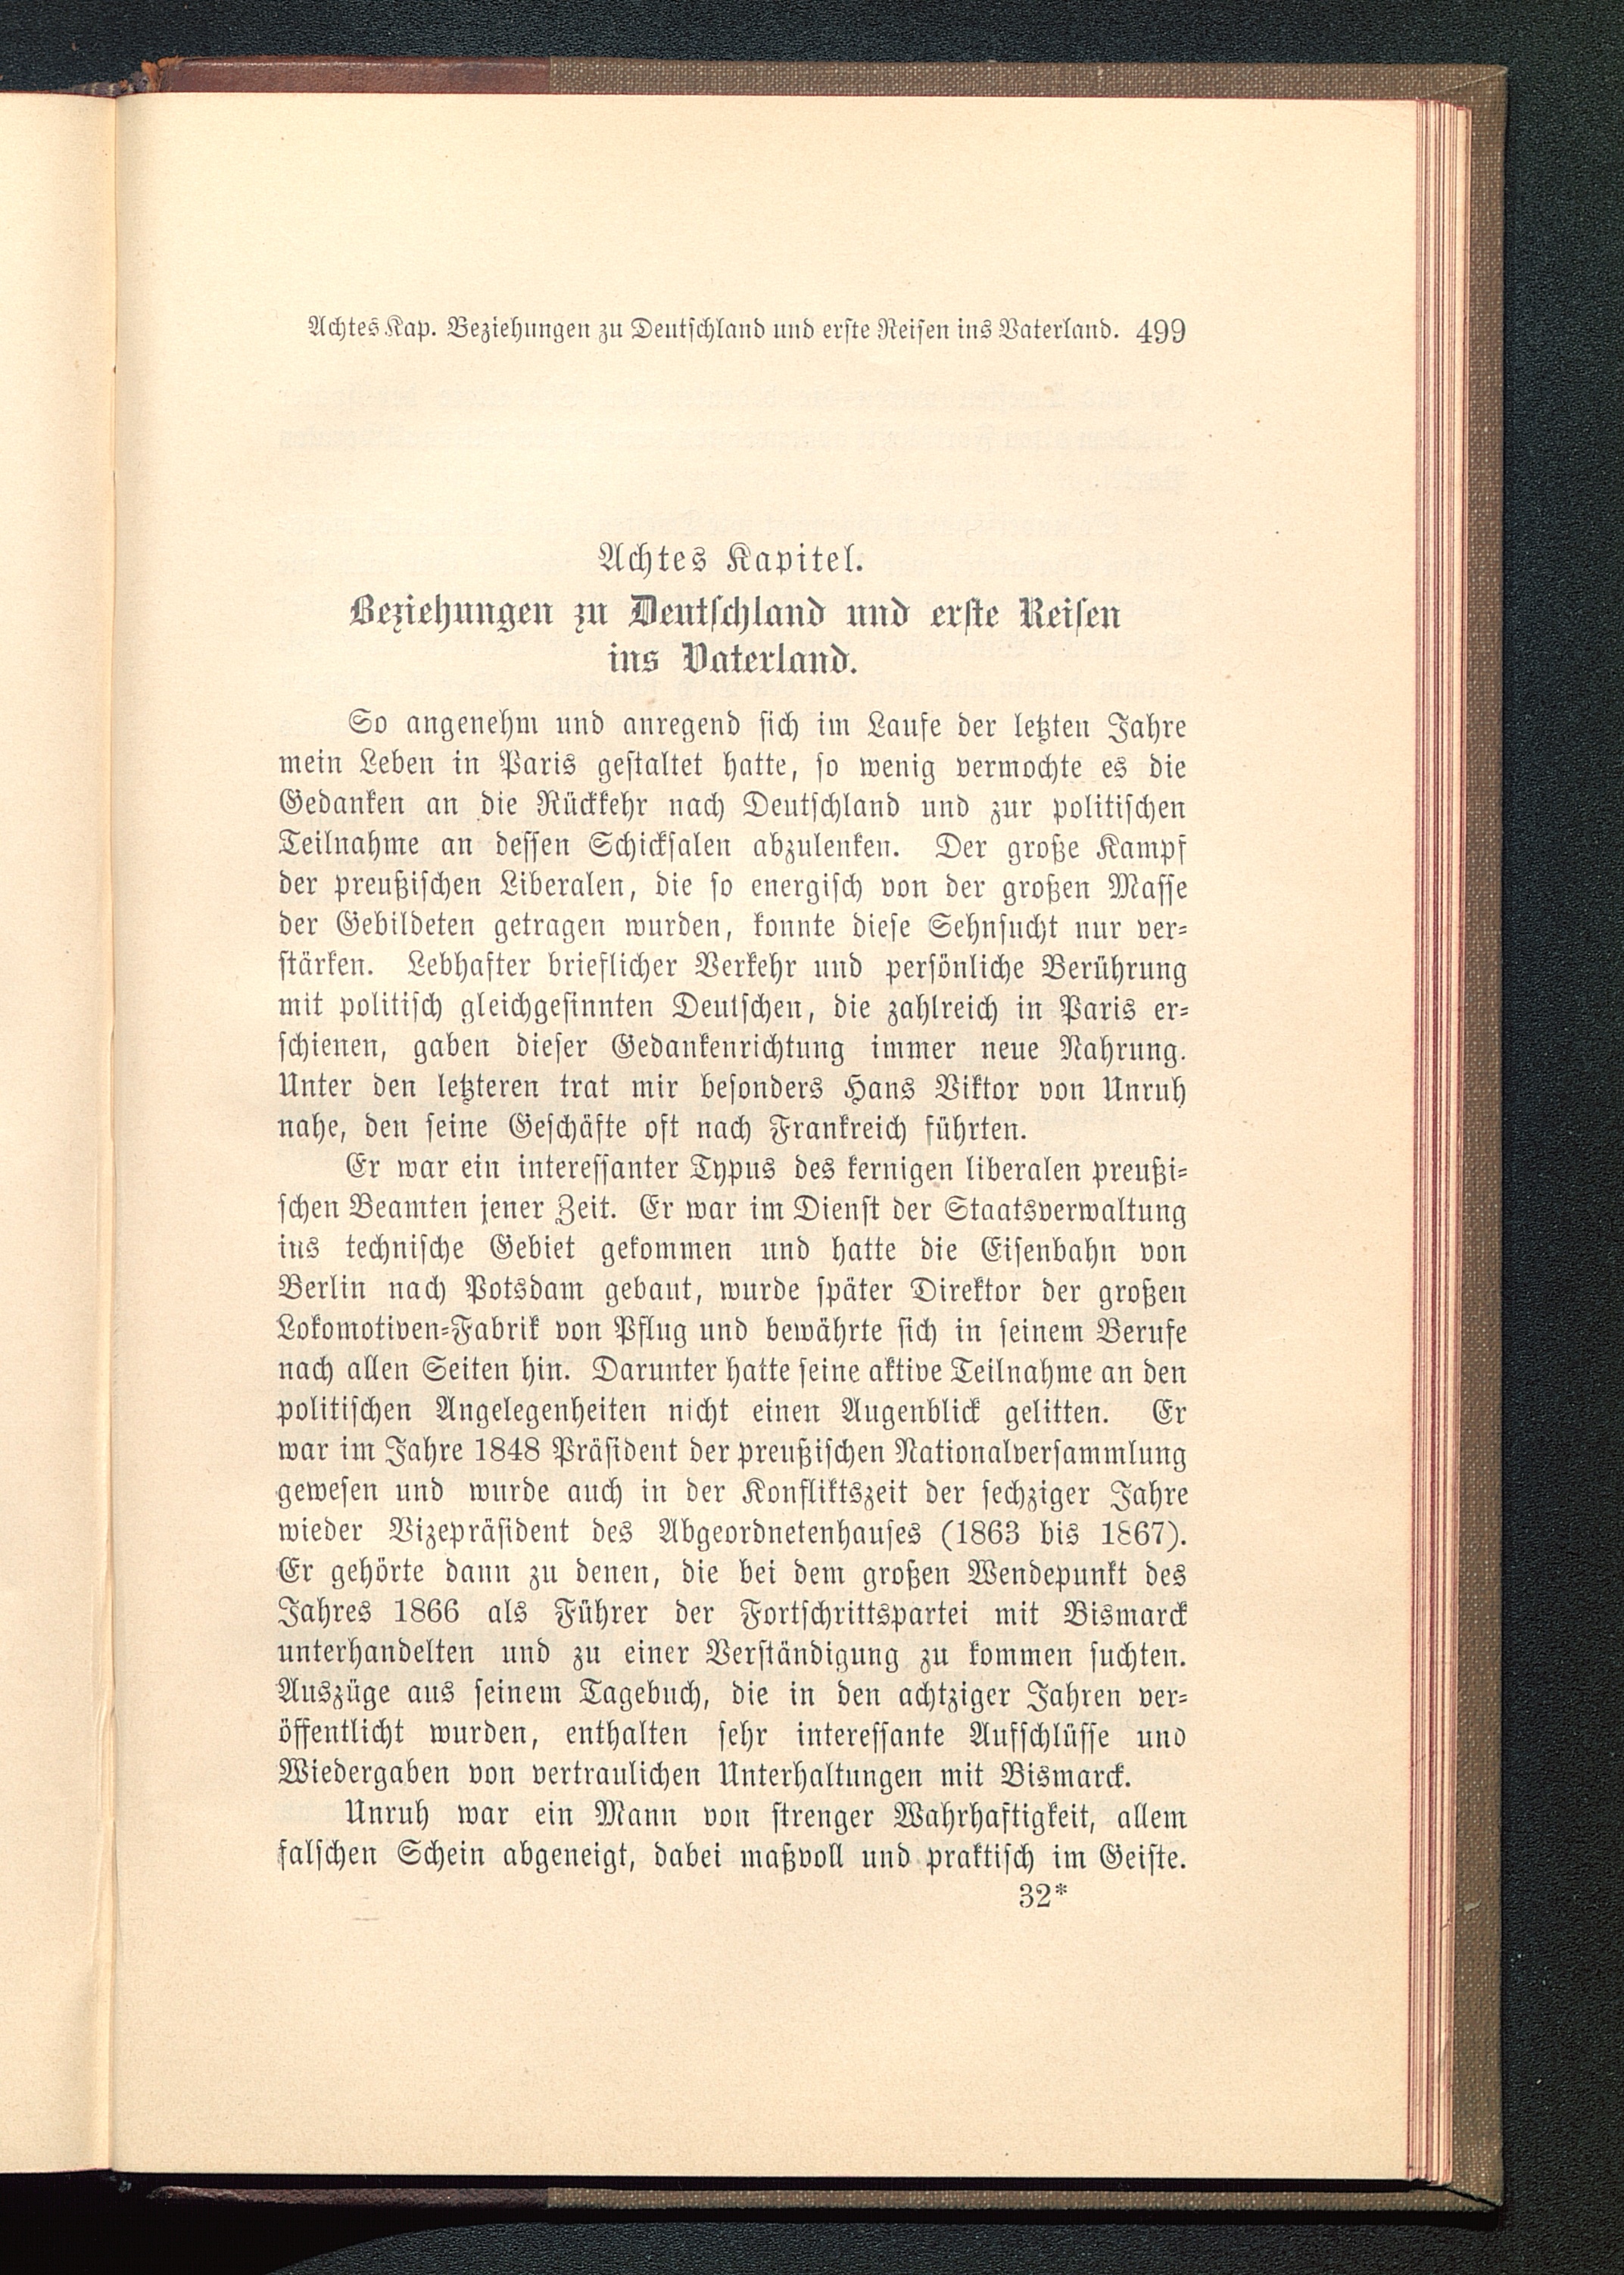 Achtes Kap. Beziehungen zu Deutschland und erste Reisen ins Vaterland. 499
Achtes Kapitel.
Beziehungen zu Deutschland und erste Reisen
ins Vaterland.
So angenehm und anregend sich im Laufe der letzten Jahre
mein Leben in Paris gestaltet hatte, so wenig vermochte es die
Gedanken an die Rückkehr nach Deutschland und zur politischen
Teilnahme an dessen Schicksalen abzulenken. Der große Kampf
der preußischen Liberalen, die so energisch von der großen Masse
der Gebildeten getragen wurden, konnte diese Sehnsucht nur ver-
stärken. Lebhafter brieflicher Verkehr und persönliche Berührung
mit politisch gleichgesinnten Deutschen, die zahlreich in Paris er-
schienen, gaben dieser Gedankenrichtung immer neue Nahrung.
Unter den letzteren trat mir besonders Hans Viktor von Unruh
nahe, den seine Geschäfte oft nach Frankreich führten.
Er war ein interessanter Typus des kernigen liberalen preußi-
schen Beamten jener Zeit. Er war im Dienst der Staatsverwaltung
ins technische Gebiet gekommen und hatte die Eisenbahn von
Berlin nach Potsdam gebaut, wurde später Direktor der großen
Lokomotiven-Fabrik von Pflug und bewährte sich in seinem Berufe
nach allen Seiten hin. Darunter hatte seine aktive Teilnahme an den
politischen Angelegenheiten nicht einen Augenblick gelitten. Er
war im Jahre 1848 Präsident der preußischen Nationalversammlung
gewesen und wurde auch in der Konfliktszeit der sechziger Jahre
wieder Vizepräsident des Abgeordnetenhauses (1863 bis 1867).
Er gehörte dann zu denen, die bei dem großen Wendepunkt des
Jahres 1866 als Führer der Fortschrittspartei mit Bismarck
unterhandelten und zu einer Verständigung zu kommen suchten.
Auszüge aus seinem Tagebuch, die in den achtziger Jahren ver-
öffentlicht wurden, enthalten sehr interessante Aufschlüsse und
Wiedergaben von vertraulichen Unterhaltungen mit Bismarck.
Unruh war ein Mann von strenger Wahrhaftigkeit, allem
falschen Schein abgeneigt, dabei maßvoll und praktisch im Geiste.
32*